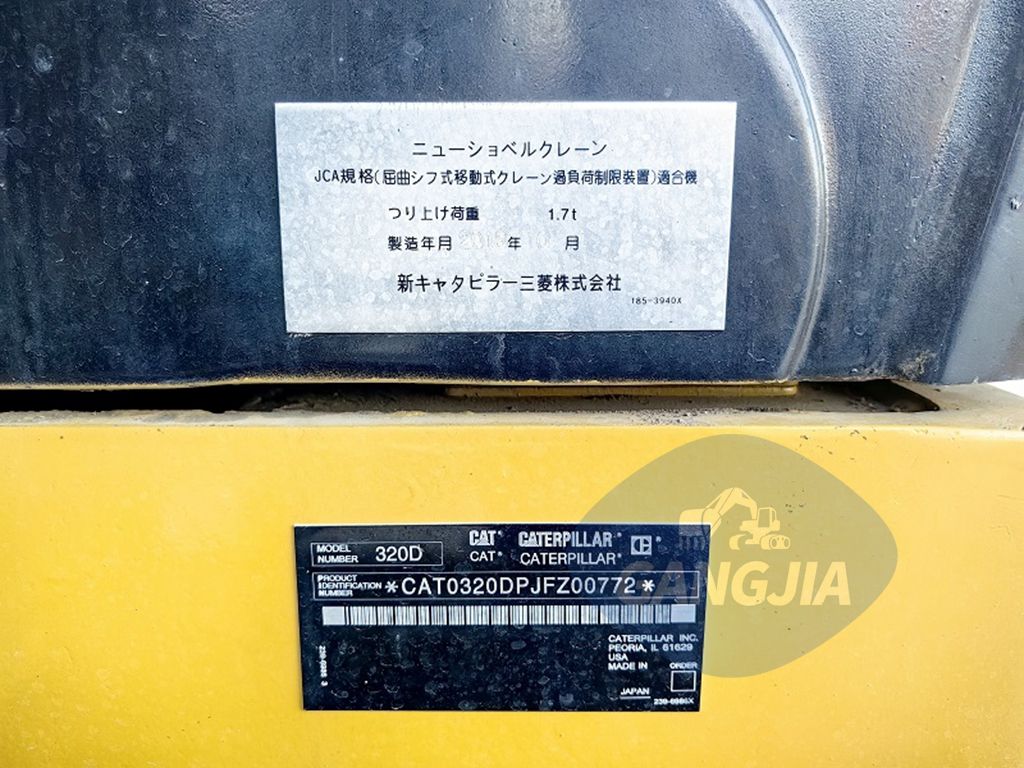 ニューショベルクレーン
JCA規格(屈曲ジブ式移動式クレーン過負荷制限装置)適合機
つり上げ荷重 1.7t
製造年月 年 10 月
新キャタピラー三菱株式会社
185-3940X
MODEL NUMBER 320D
CAT CATERPILLAR C
CAT® CATERPILLAR®
PRODUCT IDENTIFICATION NUMBER *CAT0320DPJFZ00772*
CATERPILLAR INC.
PEORIA, IL 61629
USA
MADE IN ORDER
JAPAN
GANGJIA